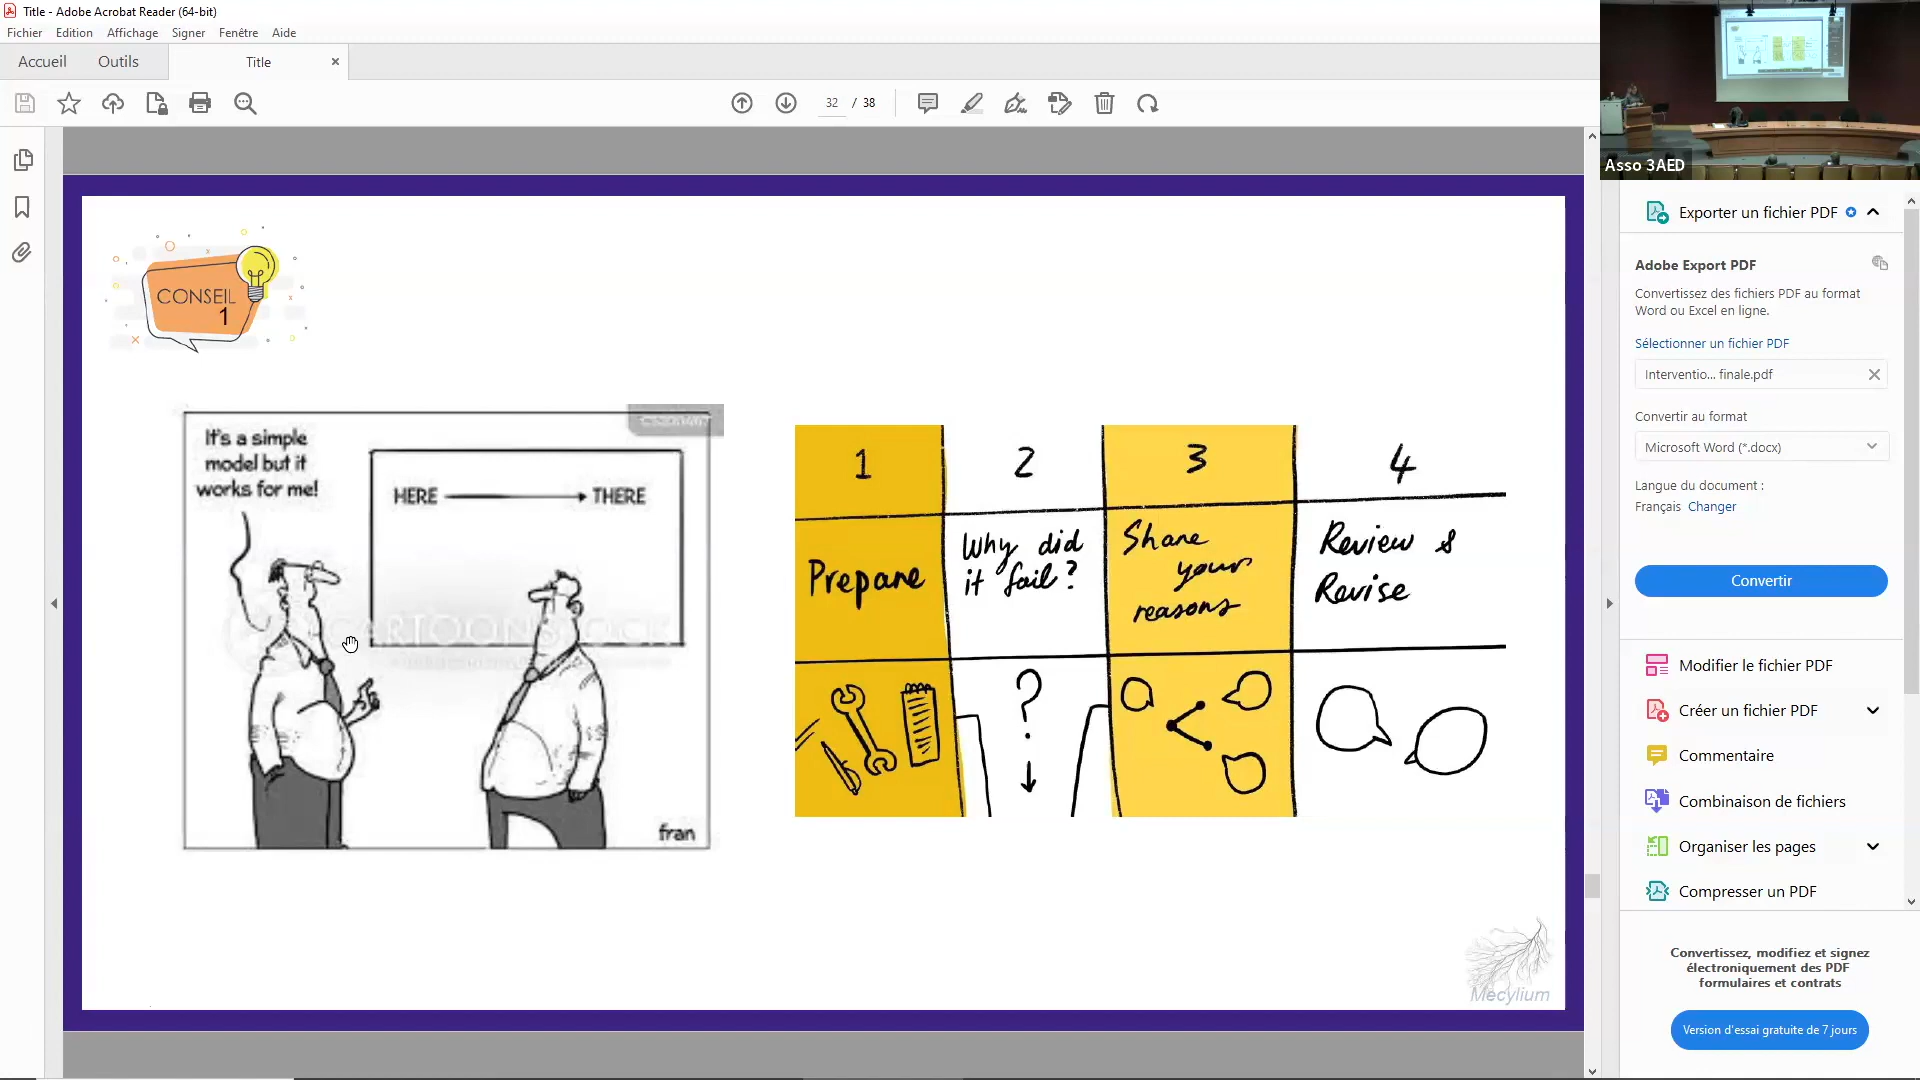 Title - Adobe Acrobat Reader (64-bit)
Fichier Edition Affichage Signer Fenêtre Aide
Accueil Outils Title
32 / 38
Asso 3AED
CONSEIL
1
It's a simple
model but it
works for me!
HERE THERE
CARTOONSTOCK
fran
1 2 3 4
Prepare
Why did
it fail?
Share
your
reasons
Review &
Revise
?
Mecylium
Exporter un fichier PDF
Adobe Export PDF
Convertissez des fichiers PDF au format
Word ou Excel en ligne.
Sélectionner un fichier PDF
Interventio... finale.pdf
Convertir au format
Microsoft Word (*.docx)
Langue du document :
Français Changer
Convertir
Modifier le fichier PDF
Créer un fichier PDF
Commentaire
Combinaison de fichiers
Organiser les pages
Compresser un PDF
Convertissez, modifiez et signez
électroniquement des PDF
formulaires et contrats
Version d'essai gratuite de 7 jours